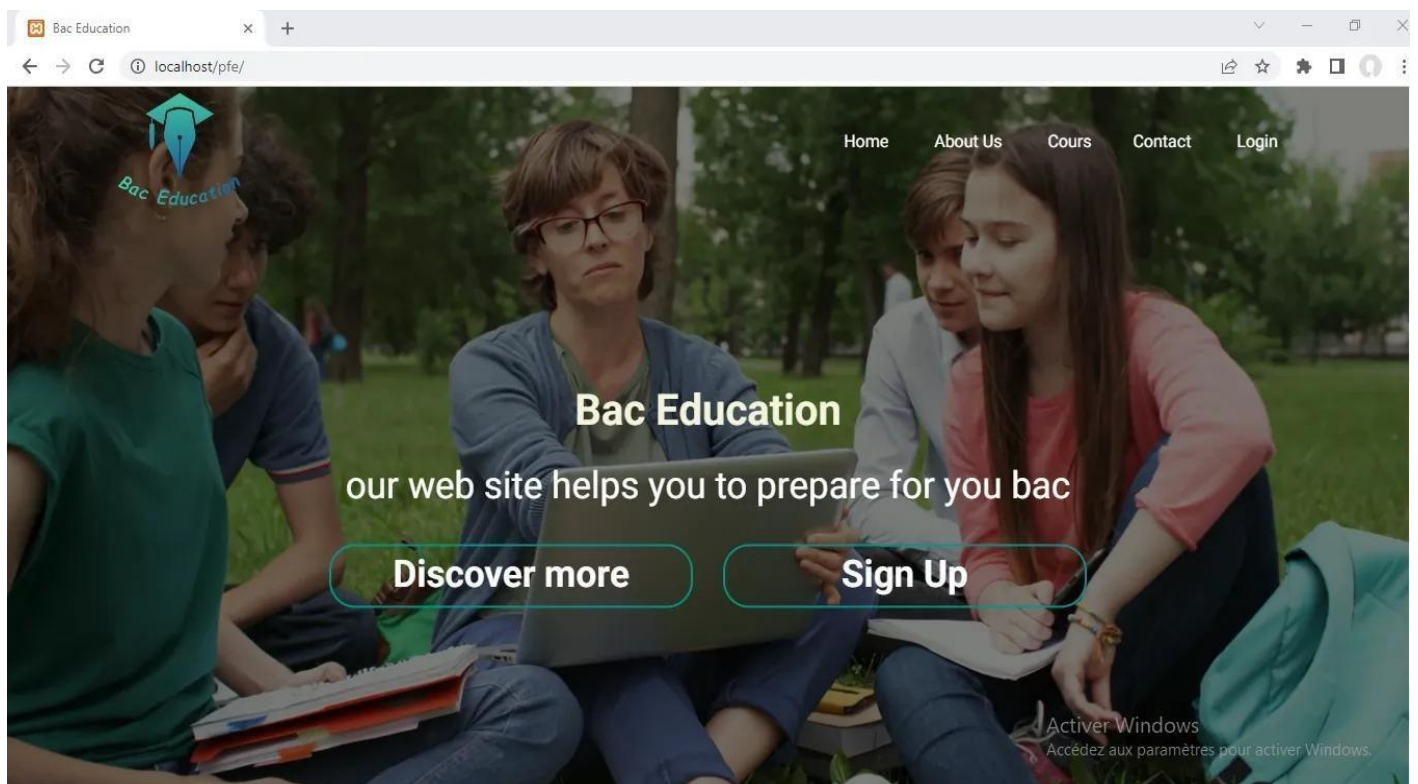 Bac Education
localhost/pfe/
Bac Education
Home About Us Cours Contact Login
Bac Education
our web site helps you to prepare for you bac
Discover more Sign Up
Activer Windows
Accédez aux paramètres pour activer Windows.